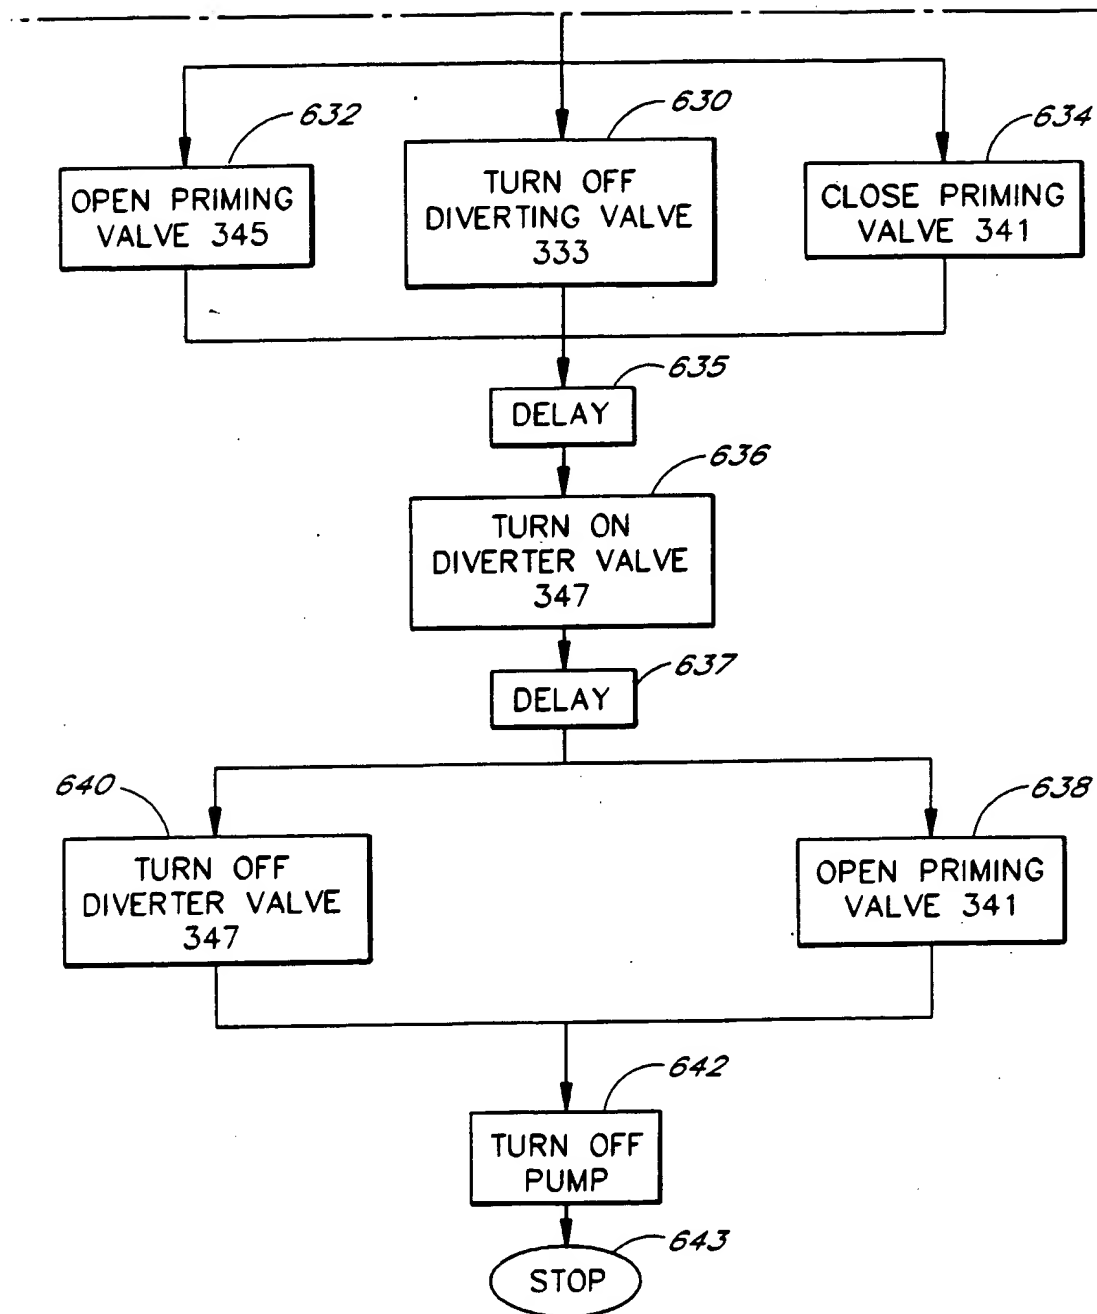 632
OPEN PRIMING
VALVE 345
630
TURN OFF
DIVERTING VALVE
333
634
CLOSE PRIMING
VALVE 341
635
DELAY
636
TURN ON
DIVERTER VALVE
347
637
DELAY
640
TURN OFF
DIVERTER VALVE
347
638
OPEN PRIMING
VALVE 341
642
TURN OFF
PUMP
643
STOP